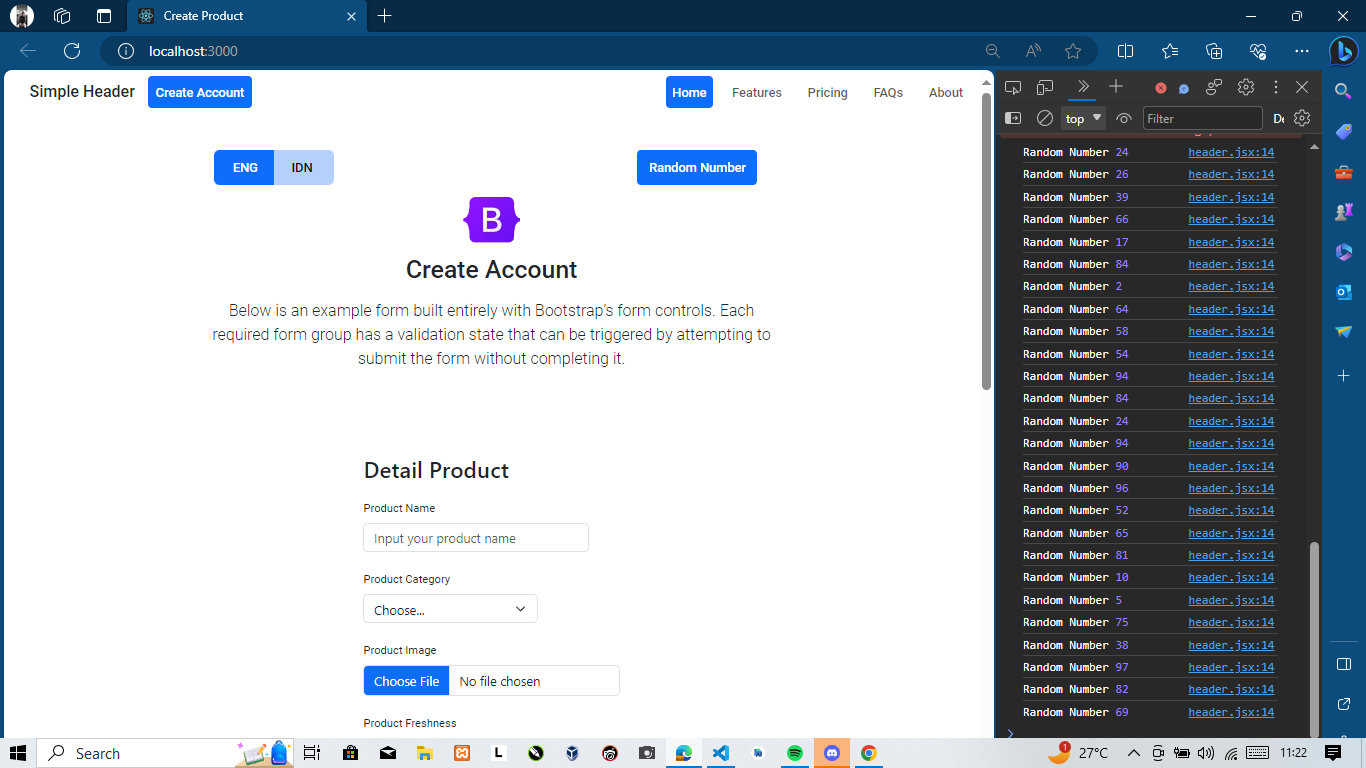 Create Product
localhost:3000
Simple Header
Create Account
Home
Features
Pricing
FAQs
About
ENG
IDN
Random Number
B
Create Account
Below is an example form built entirely with Bootstrap's form controls. Each
required form group has a validation state that can be triggered by attempting to
submit the form without completing it.
Detail Product
Product Name
Input your product name
Product Category
Choose...
Product Image
Choose File
No file chosen
Product Freshness
top
Filter
Random Number 24 header.jsx:14
Random Number 26 header.jsx:14
Random Number 39 header.jsx:14
Random Number 66 header.jsx:14
Random Number 17 header.jsx:14
Random Number 84 header.jsx:14
Random Number 2 header.jsx:14
Random Number 64 header.jsx:14
Random Number 58 header.jsx:14
Random Number 54 header.jsx:14
Random Number 94 header.jsx:14
Random Number 84 header.jsx:14
Random Number 24 header.jsx:14
Random Number 94 header.jsx:14
Random Number 90 header.jsx:14
Random Number 96 header.jsx:14
Random Number 52 header.jsx:14
Random Number 65 header.jsx:14
Random Number 81 header.jsx:14
Random Number 10 header.jsx:14
Random Number 5 header.jsx:14
Random Number 75 header.jsx:14
Random Number 38 header.jsx:14
Random Number 97 header.jsx:14
Random Number 82 header.jsx:14
Random Number 69 header.jsx:14
Search
L
1
27°C
11:22